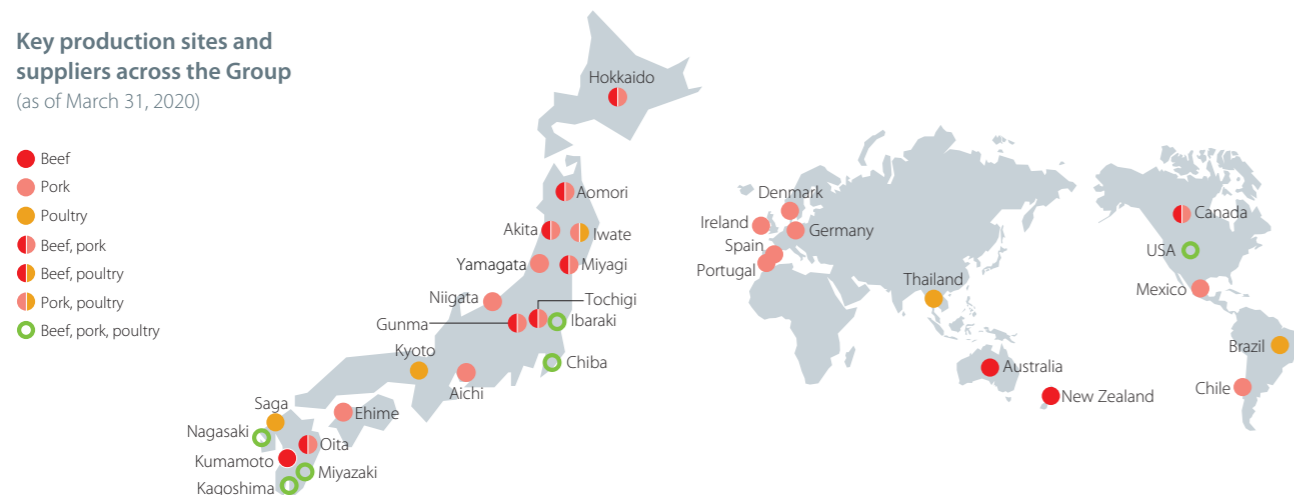 Key production sites and
suppliers across the Group
(as of March 31, 2020)
Beef
Pork
Poultry
Beef, pork
Beef, poultry
Pork, poultry
Beef, pork, poultry
Hokkaido
Aomori
Akita
Iwate
Yamagata
Miyagi
Niigata
Tochigi
Gunma
Ibaraki
Kyoto
Chiba
Aichi
Saga
Ehime
Nagasaki
Oita
Kumamoto
Miyazaki
Kagoshima
Denmark
Ireland
Germany
Spain
Portugal
Thailand
Australia
New Zealand
Canada
USA
Mexico
Brazil
Chile